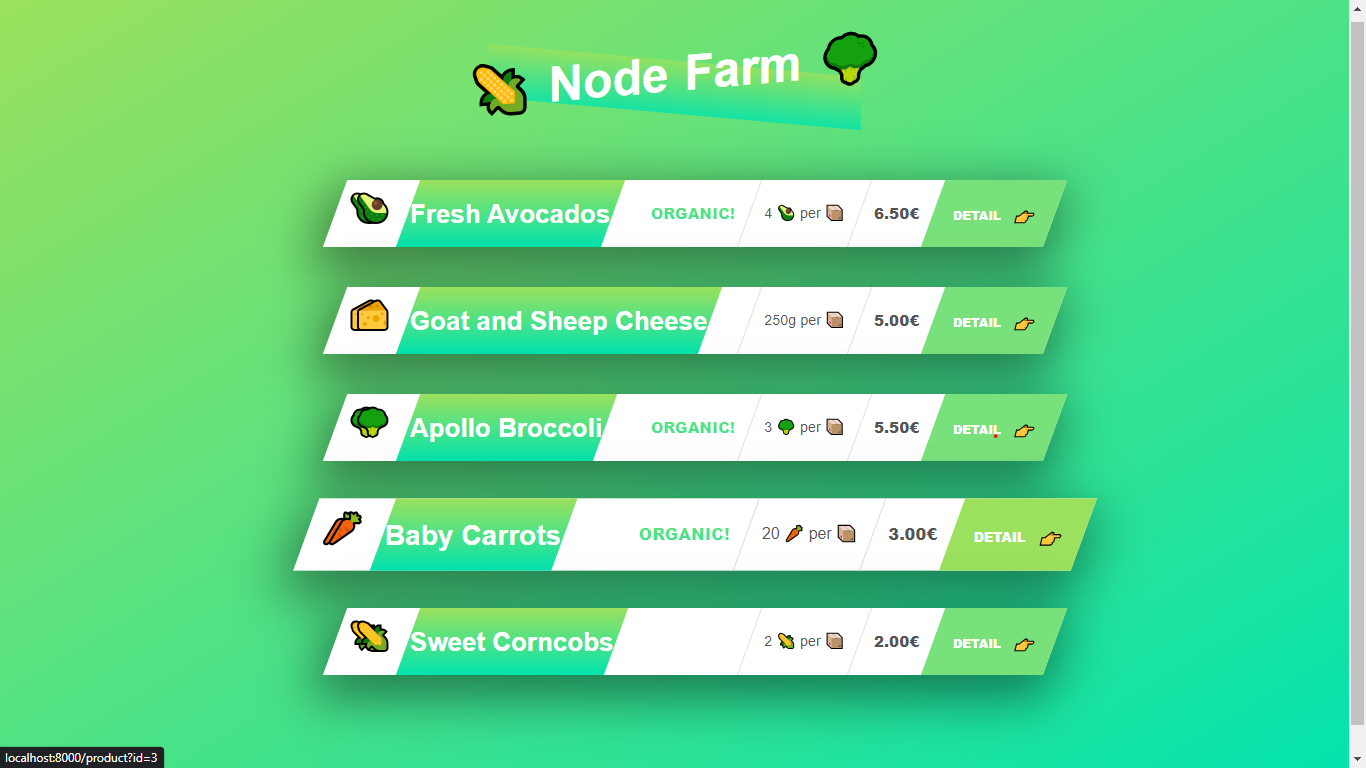 Node Farm
Fresh Avocados ORGANIC! 4 🥑 per 📦 6.50€ DETAIL 👉
Goat and Sheep Cheese 250g per 📦 5.00€ DETAIL 👉
Apollo Broccoli ORGANIC! 3 🥦 per 📦 5.50€ DETAIL 👉
Baby Carrots ORGANIC! 20 🥕 per 📦 3.00€ DETAIL 👉
Sweet Corncobs 2 🌽 per 📦 2.00€ DETAIL 👉
localhost:8000/product?id=3